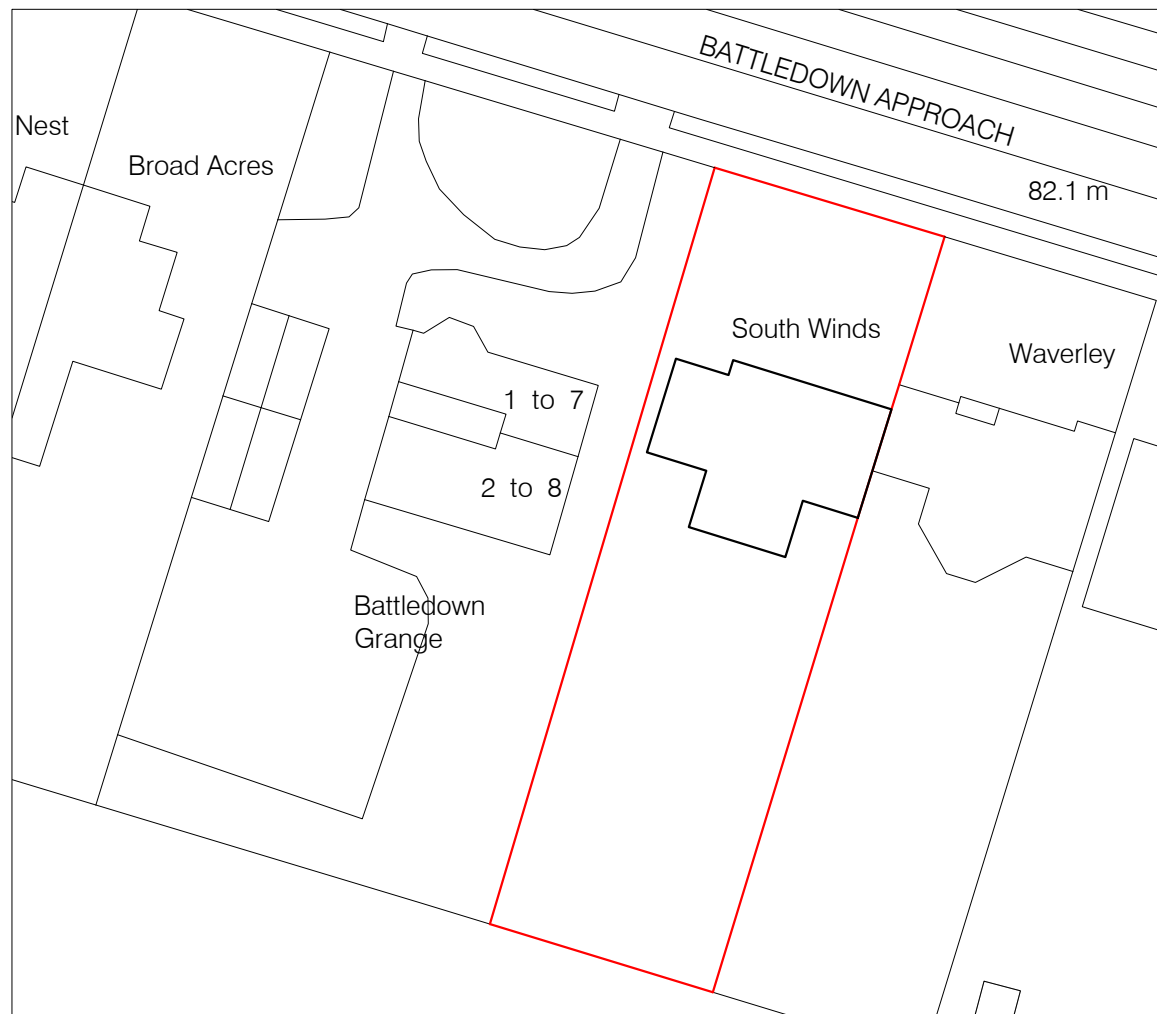 BATTLEDOWN APPROACH
Nest
Broad Acres
82.1 m
South Winds
Waverley
1 to 7
2 to 8
Battledown
Grange